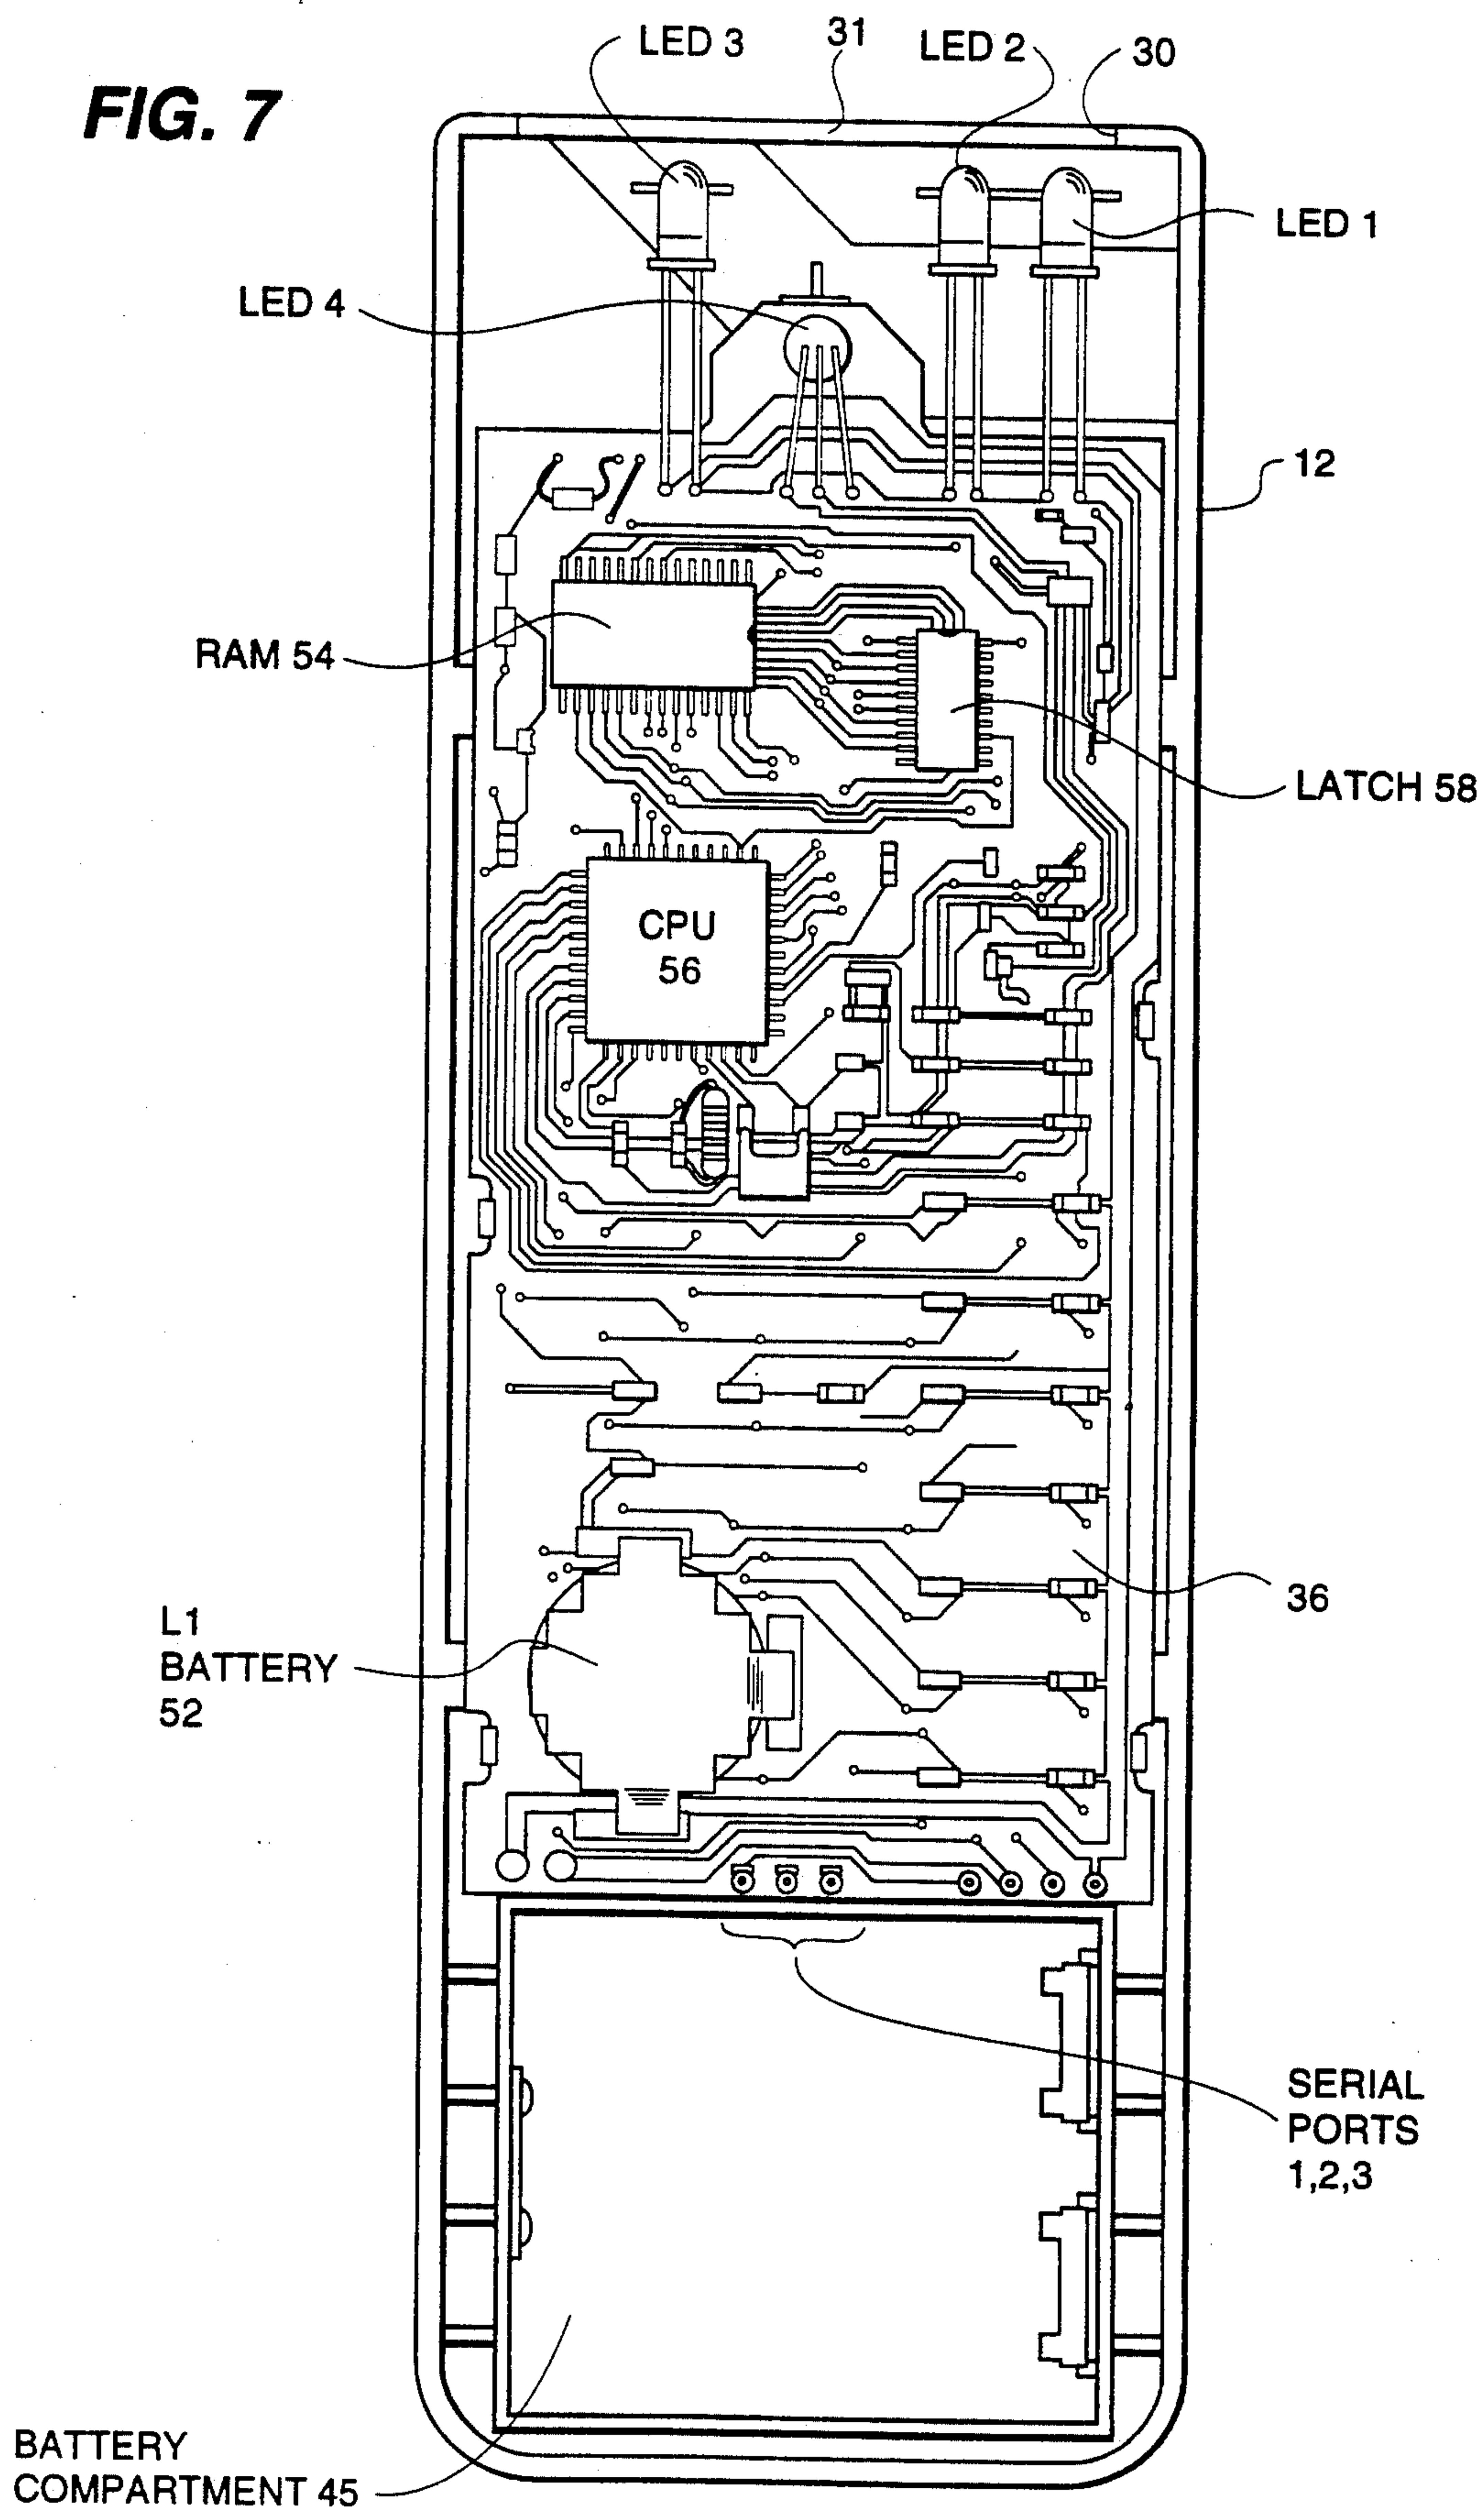 FIG. 7
LED 3
31
LED 2
30
LED 1
LED 4
12
RAM 54
LATCH 58
CPU
56
36
L1
BATTERY
52
SERIAL
PORTS
1,2,3
BATTERY
COMPARTMENT 45